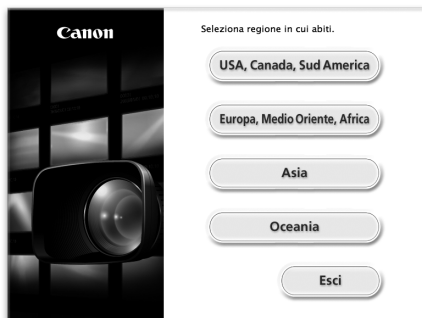 Canon
Seleziona regione in cui abiti.
USA, Canada, Sud America
Europa, Medio Oriente, Africa
Asia
Oceania
Esci